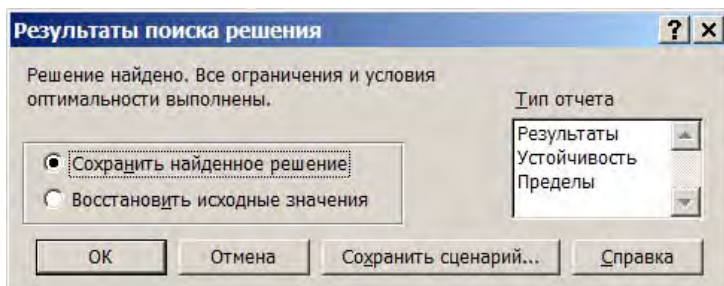 Результаты поиска решения
? ×
Решение найдено. Все ограничения и условия
оптимальности выполнены.
Тип отчета
Результаты
Устойчивость
Пределы
Сохранить найденное решение
Восстановить исходные значения
ОК
Отмена
Сохранить сценарий...
Справка